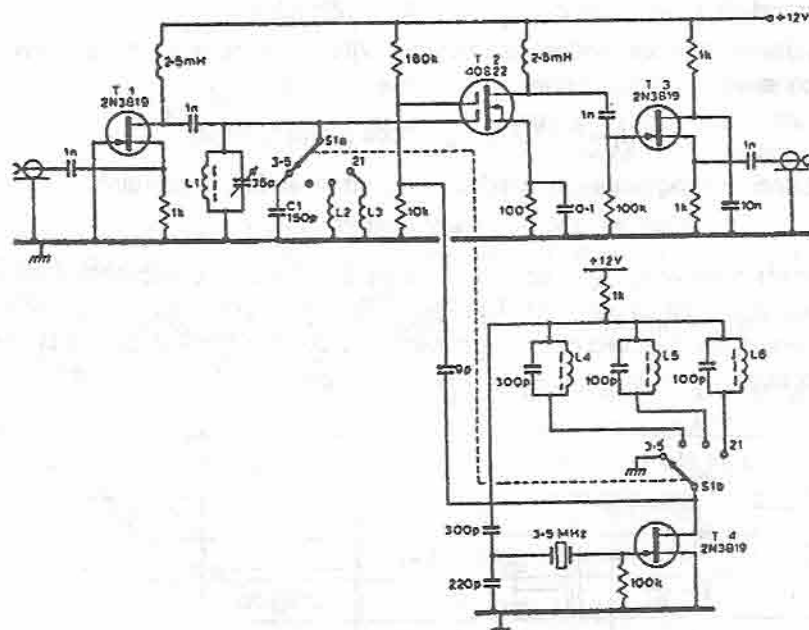 +12V
2·5mH
180k
T 2
40822
2·5mH
1k
T 1
2N3819
1n
S1a
1n
T 3
2N3819
1n
3·5
21
1n
L1
35p
C1
150p
L2
L3
1k
10k
100
0·1
100k
1k
10n
+12V
1k
9p
L4
L5
L6
300p
100p
100p
3·5
21
S1b
300p
3·5 MHz
T 4
2N3819
220p
100k